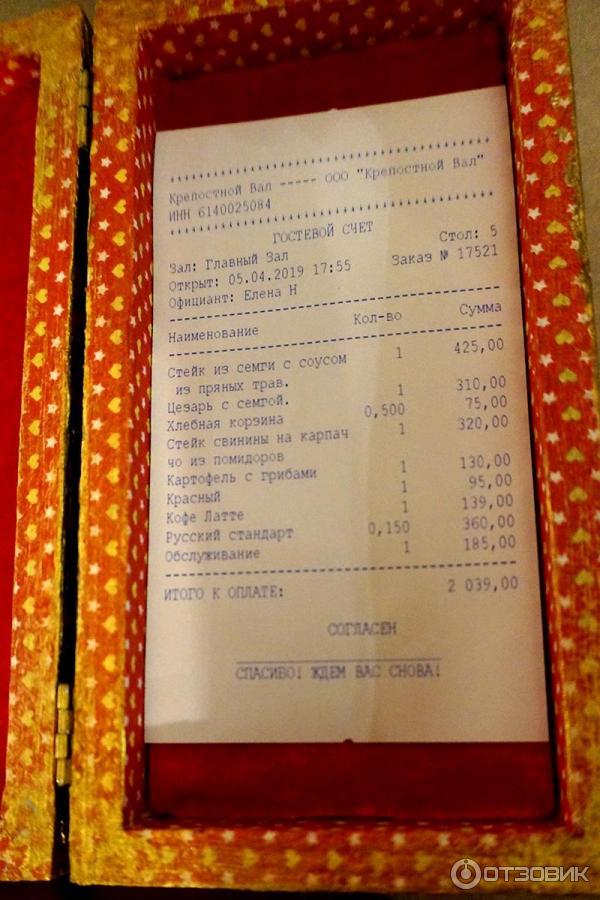 Крепостной Вал ----- ООО "Крепостной Вал"
ИНН 6140025084
ГОСТЕВОЙ СЧЕТ
Зал: Главный Зал Стол: 5
Открыт: 05.04.2019 17:55 Заказ № 17521
Официант: Елена Н
Наименование Кол-во Сумма
Стейк из семги с соусом 1 425,00
из пряных трав.
Цезарь с семгой. 1 310,00
Хлебная корзина 0,500 75,00
Стейк свинины на карпач 1 320,00
чо из помидоров
Картофель с грибами 1 130,00
Красный 1 95,00
Кофе Латте 1 139,00
Русский стандарт 0,150 360,00
Обслуживание 1 185,00
ИТОГО К ОПЛАТЕ: 2 039,00
СОГЛАСЕН
СПАСИБО! ЖДЕМ ВАС СНОВА!
ОТЗОВИК